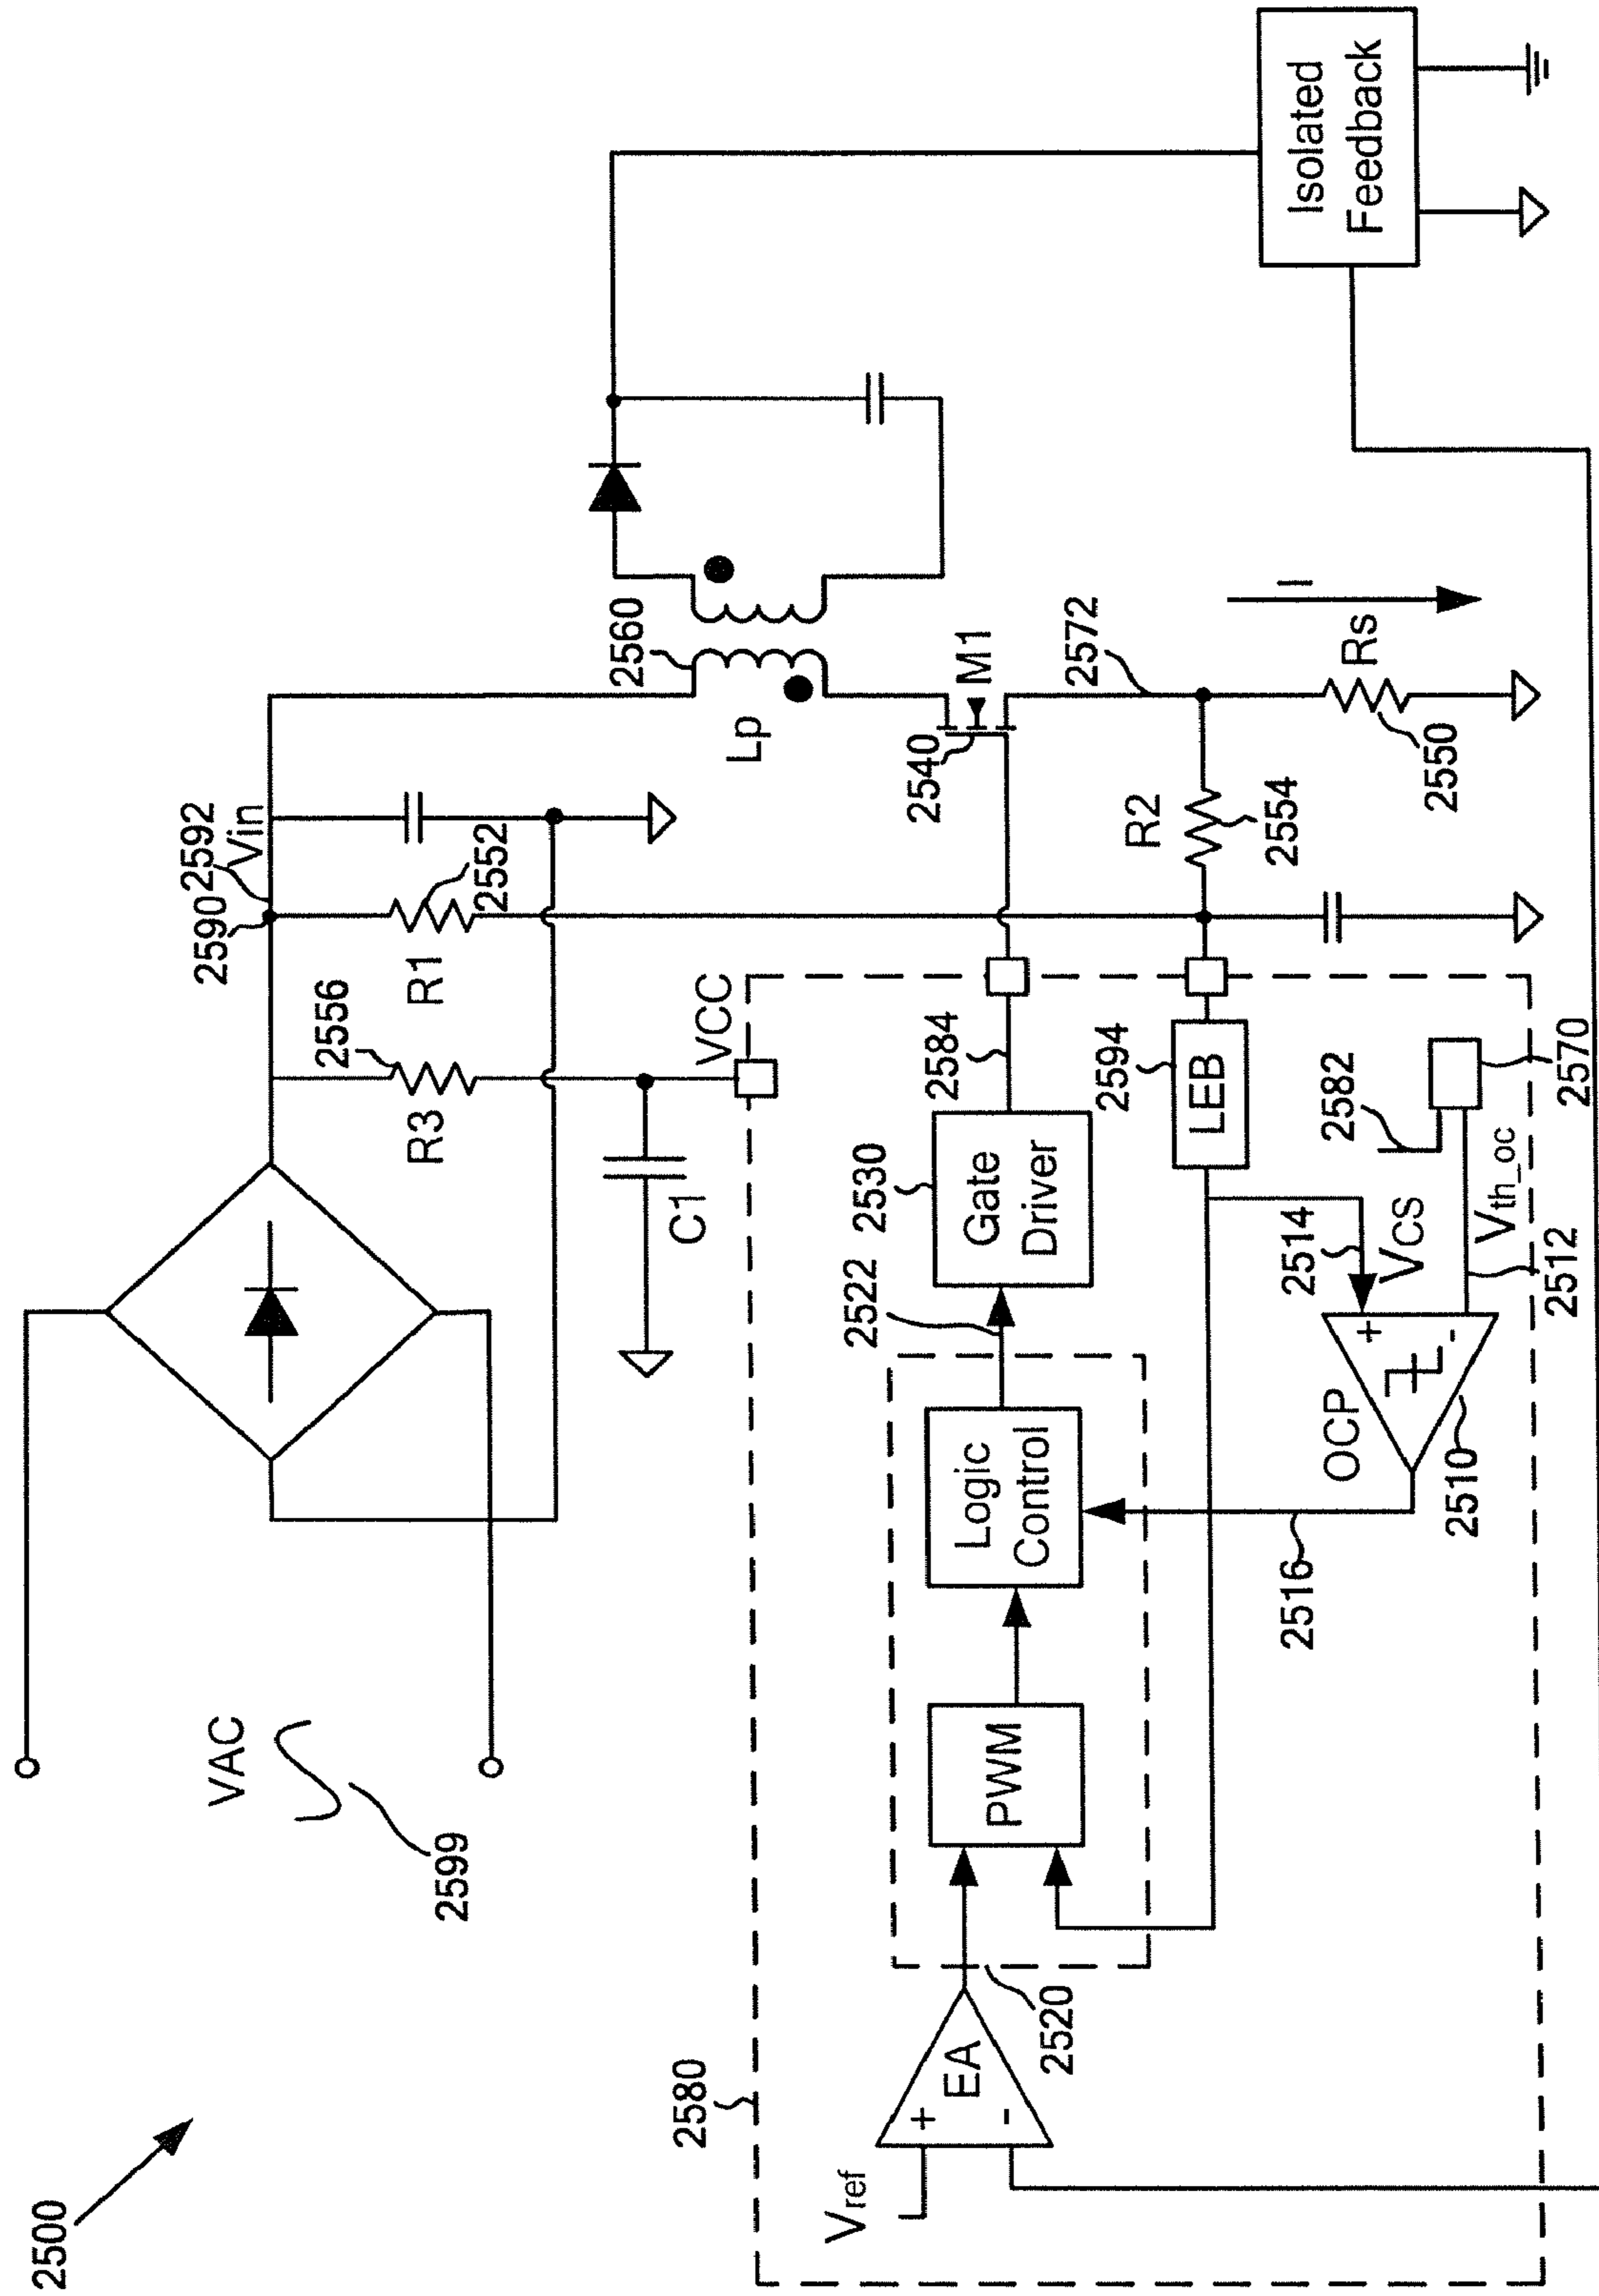 2500
VAC
2599
2590
2592
Vin
2556
R3
R1
2552
VCC
C1
Lp
2560
2540
M1
2572
I
Rs
2550
R2
2554
Isolated
Feedback
2580
Vref
+
-
EA
2520
PWM
Logic
Control
2522
2530
Gate
Driver
2584
2594
LEB
2514
VCS
2582
2570
Vth_oc
2512
+
-
OCP
2510
2516